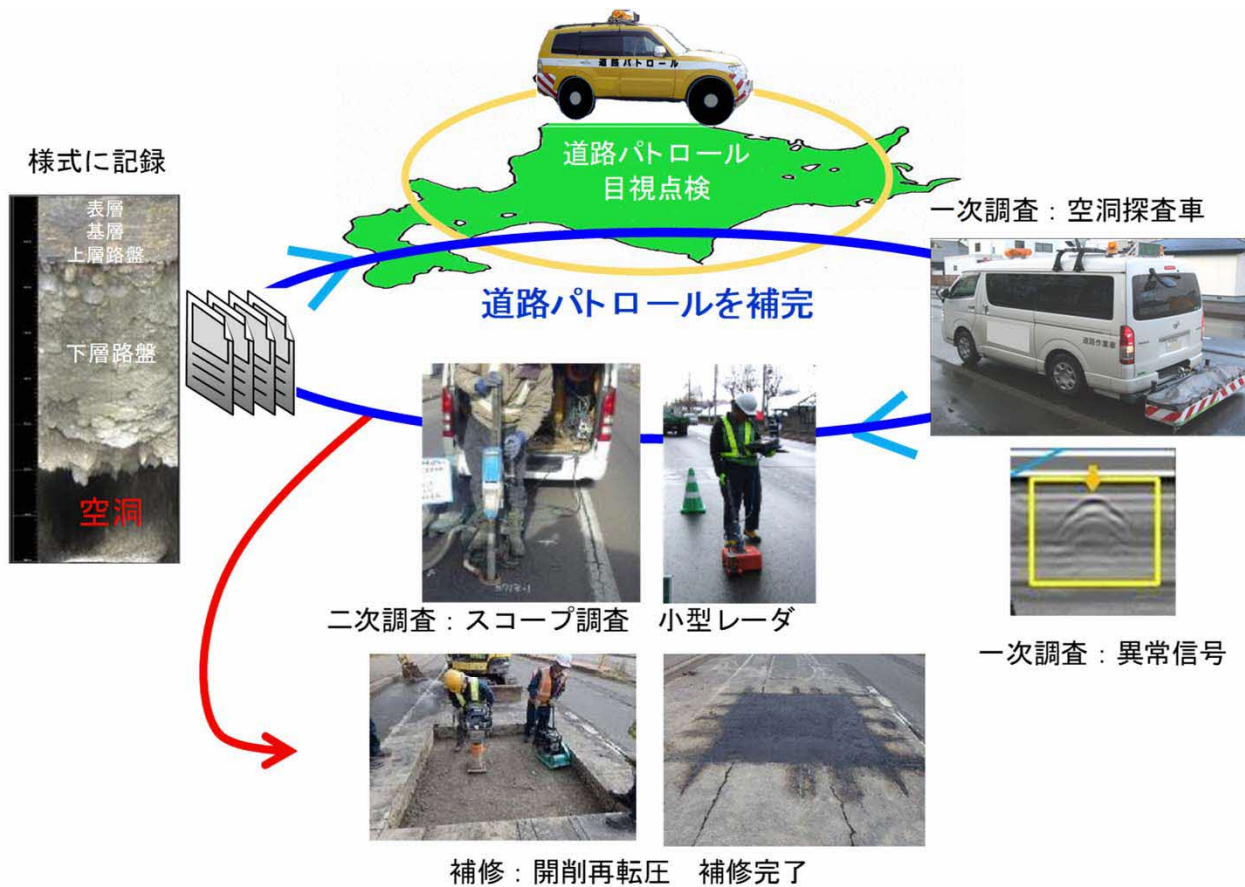 道路パトロール
道路パトロール
目視点検
様式に記録
表層
基層
上層路盤
下層路盤
空洞
一次調査：空洞探査車
道路作業車
道路パトロールを補完
二次調査：スコープ調査　小型レーダ
一次調査：異常信号
補修：開削再転圧　補修完了